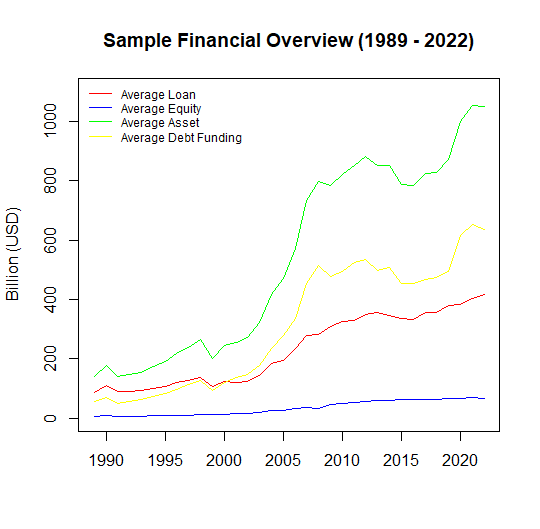 Sample Financial Overview (1989 - 2022)
Average Loan
Average Equity
Average Asset
Average Debt Funding
Billion (USD)
1000
800
600
400
200
0
1990 1995 2000 2005 2010 2015 2020